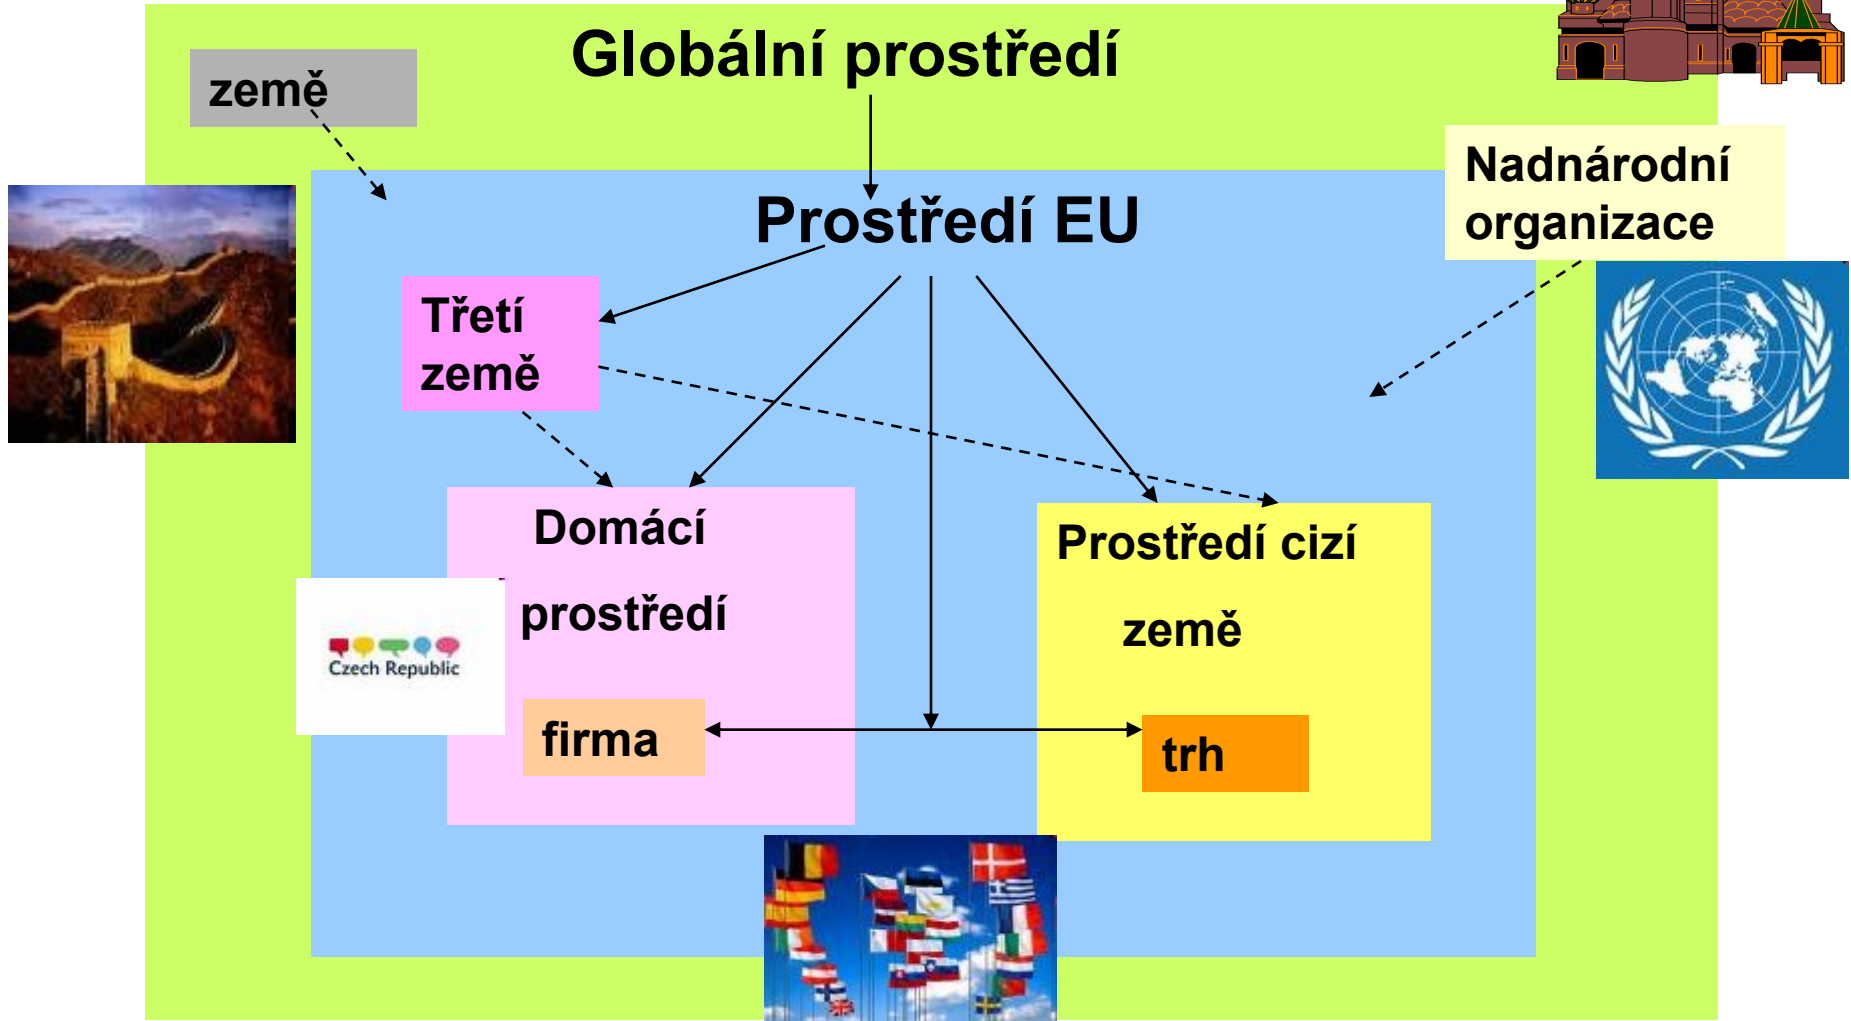 Globální prostředí
země
Nadnárodní
organizace
Prostředí EU
Třetí
země
Domácí
prostředí
Prostředí cizí
země
Czech Republic
firma
trh